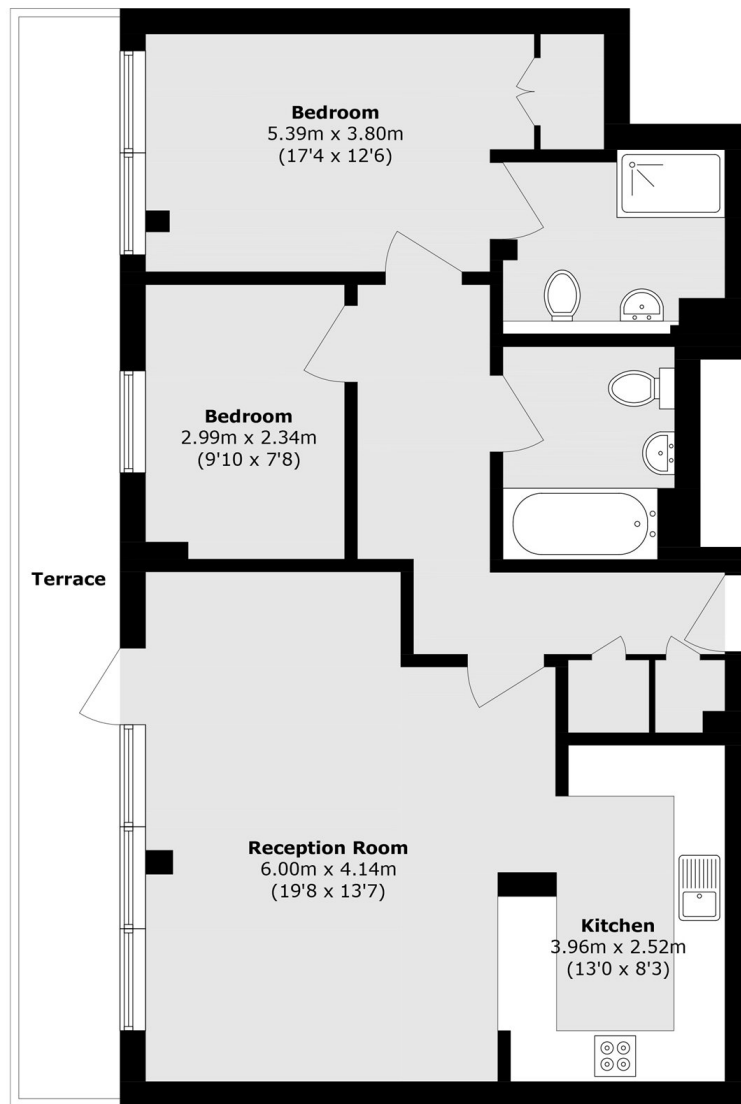 Bedroom
5.39m x 3.80m
(17'4 x 12'6)
Bedroom
2.99m x 2.34m
(9'10 x 7'8)
Terrace
Reception Room
6.00m x 4.14m
(19'8 x 13'7)
Kitchen
3.96m x 2.52m
(13'0 x 8'3)